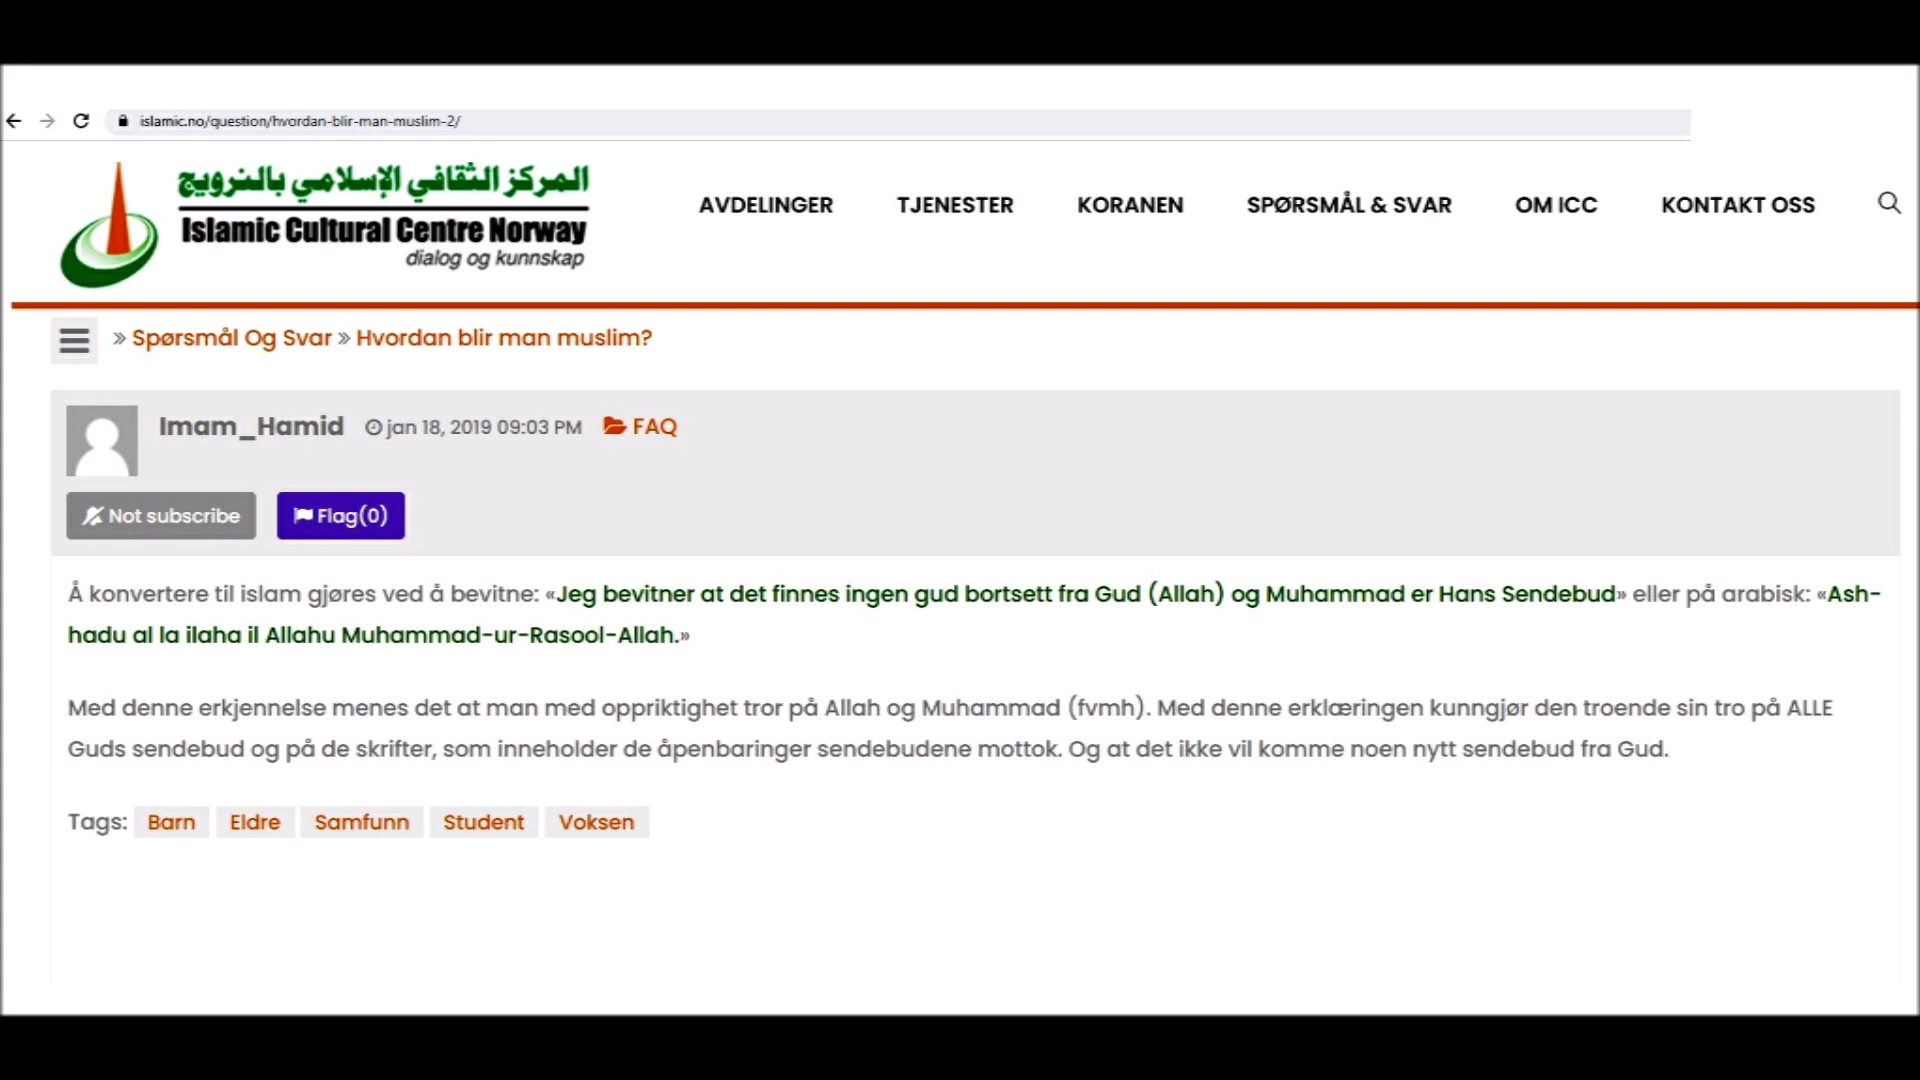 islamic.no/question/hvordan-blir-man-muslim-2/
المركز الثقافي الإسلامي بالنرويج
Islamic Cultural Centre Norway
dialog og kunnskap
AVDELINGER TJENESTER KORANEN SPØRSMÅL & SVAR OM ICC KONTAKT OSS
» Spørsmål Og Svar » Hvordan blir man muslim?
Imam_Hamid jan 18, 2019 09:03 PM FAQ
Not subscribe Flag(0)
Å konvertere til islam gjøres ved å bevitne: «Jeg bevitner at det finnes ingen gud bortsett fra Gud (Allah) og Muhammad er Hans Sendebud» eller på arabisk: «Ash-
hadu al la ilaha il Allahu Muhammad-ur-Rasool-Allah.»
Med denne erkjennelse menes det at man med oppriktighet tror på Allah og Muhammad (fvmh). Med denne erklæringen kunngjør den troende sin tro på ALLE
Guds sendebud og på de skrifter, som inneholder de åpenbaringer sendebudene mottok. Og at det ikke vil komme noen nytt sendebud fra Gud.
Tags: Barn Eldre Samfunn Student Voksen